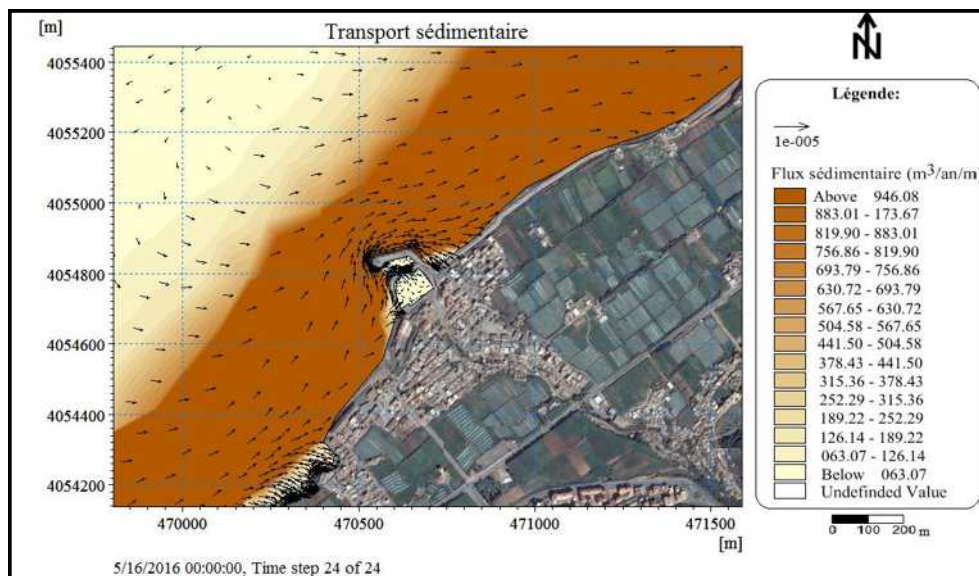 [m]
Transport sédimentaire
N
4055400
4055200
4055000
4054800
4054600
4054400
4054200
470000
470500
471000
471500
[m]
5/16/2016 00:00:00, Time step 24 of 24
Légende:
1e-005
Flux sédimentaire (m³/an/m
Above 946.08
883.01 - 173.67
819.90 - 883.01
756.86 - 819.90
693.79 - 756.86
630.72 - 693.79
567.65 - 630.72
504.58 - 567.65
441.50 - 504.58
378.43 - 441.50
315.36 - 378.43
252.29 - 315.36
189.22 - 252.29
126.14 - 189.22
063.07 - 126.14
Below 063.07
Undefinded Value
0 100 200 m